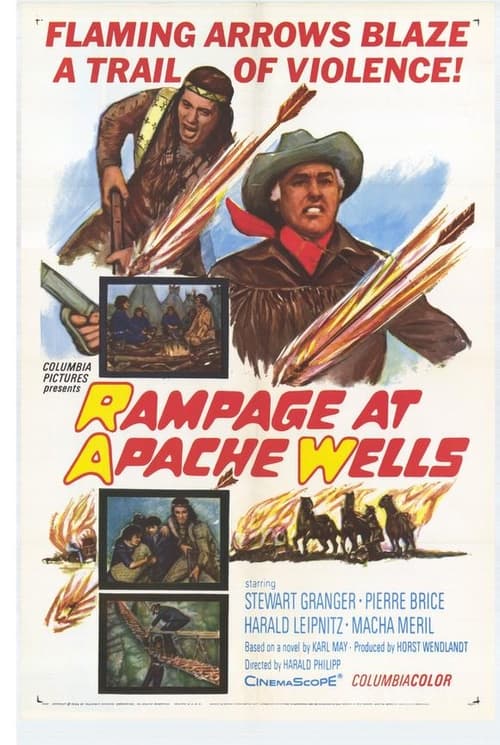 FLAMING ARROWS BLAZE
A TRAIL OF VIOLENCE!
COLUMBIA
PICTURES
presents
RAMPAGE AT
APACHE WELLS
starring
STEWART GRANGER · PIERRE BRICE
HARALD LEIPNITZ · MACHA MERIL
Based on a novel by KARL MAY · Produced by HORST WENDLANDT
Directed by HARALD PHILIPP
CINEMASCOPE® COLUMBIACOLOR